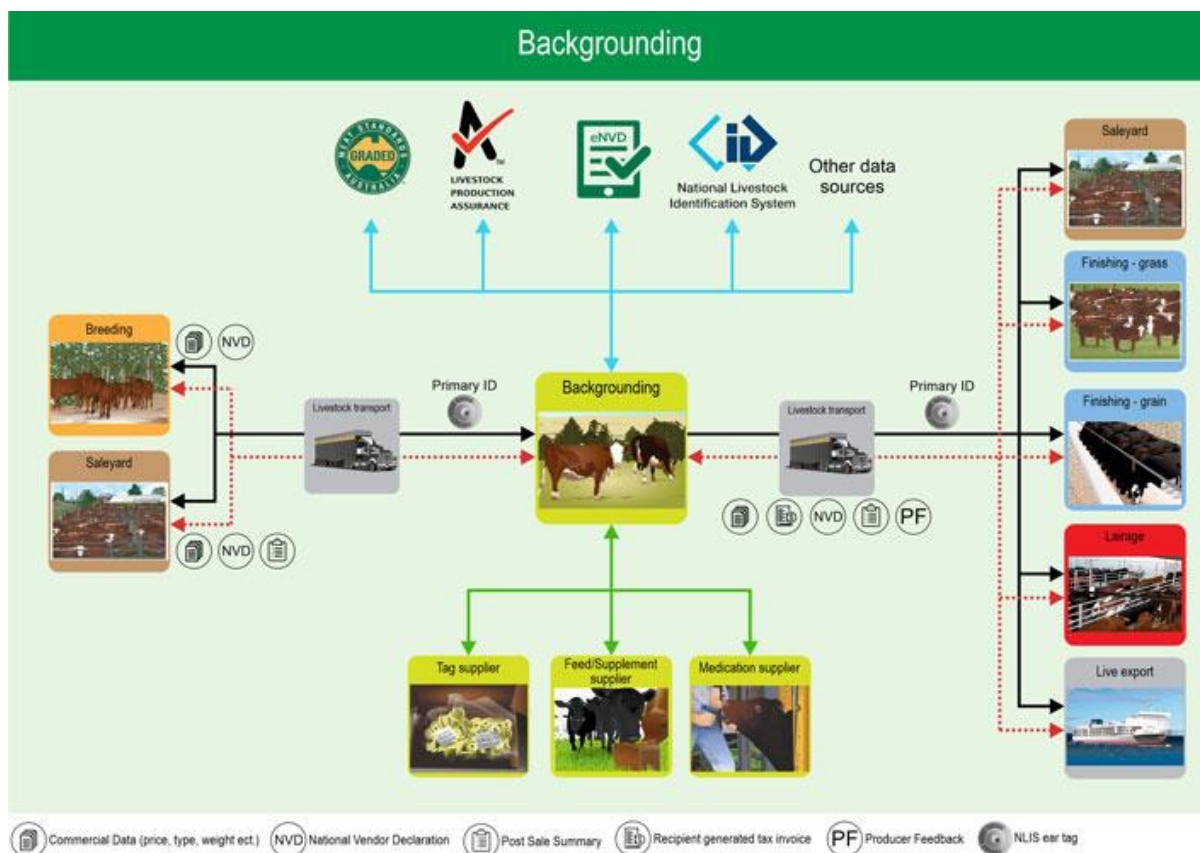 Backgrounding
MEAT STANDARDS
GRADED
AUSTRALIA
TM
LIVESTOCK
PRODUCTION
ASSURANCE
eNVD
iD
National Livestock
Identification System
Other data
sources
Saleyard
Finishing - grass
Breeding
NVD
Primary ID
Backgrounding
Primary ID
Livestock transport
Livestock transport
Finishing - grain
Saleyard
NVD
NVD
PF
Lairage
Tag supplier
Feed/Supplement
supplier
Medication supplier
Live export
Commercial Data (price, type, weight ect.)
NVD National Vendor Declaration
Post Sale Summary
Recipient generated tax invoice
PF Producer Feedback
NLIS ear tag